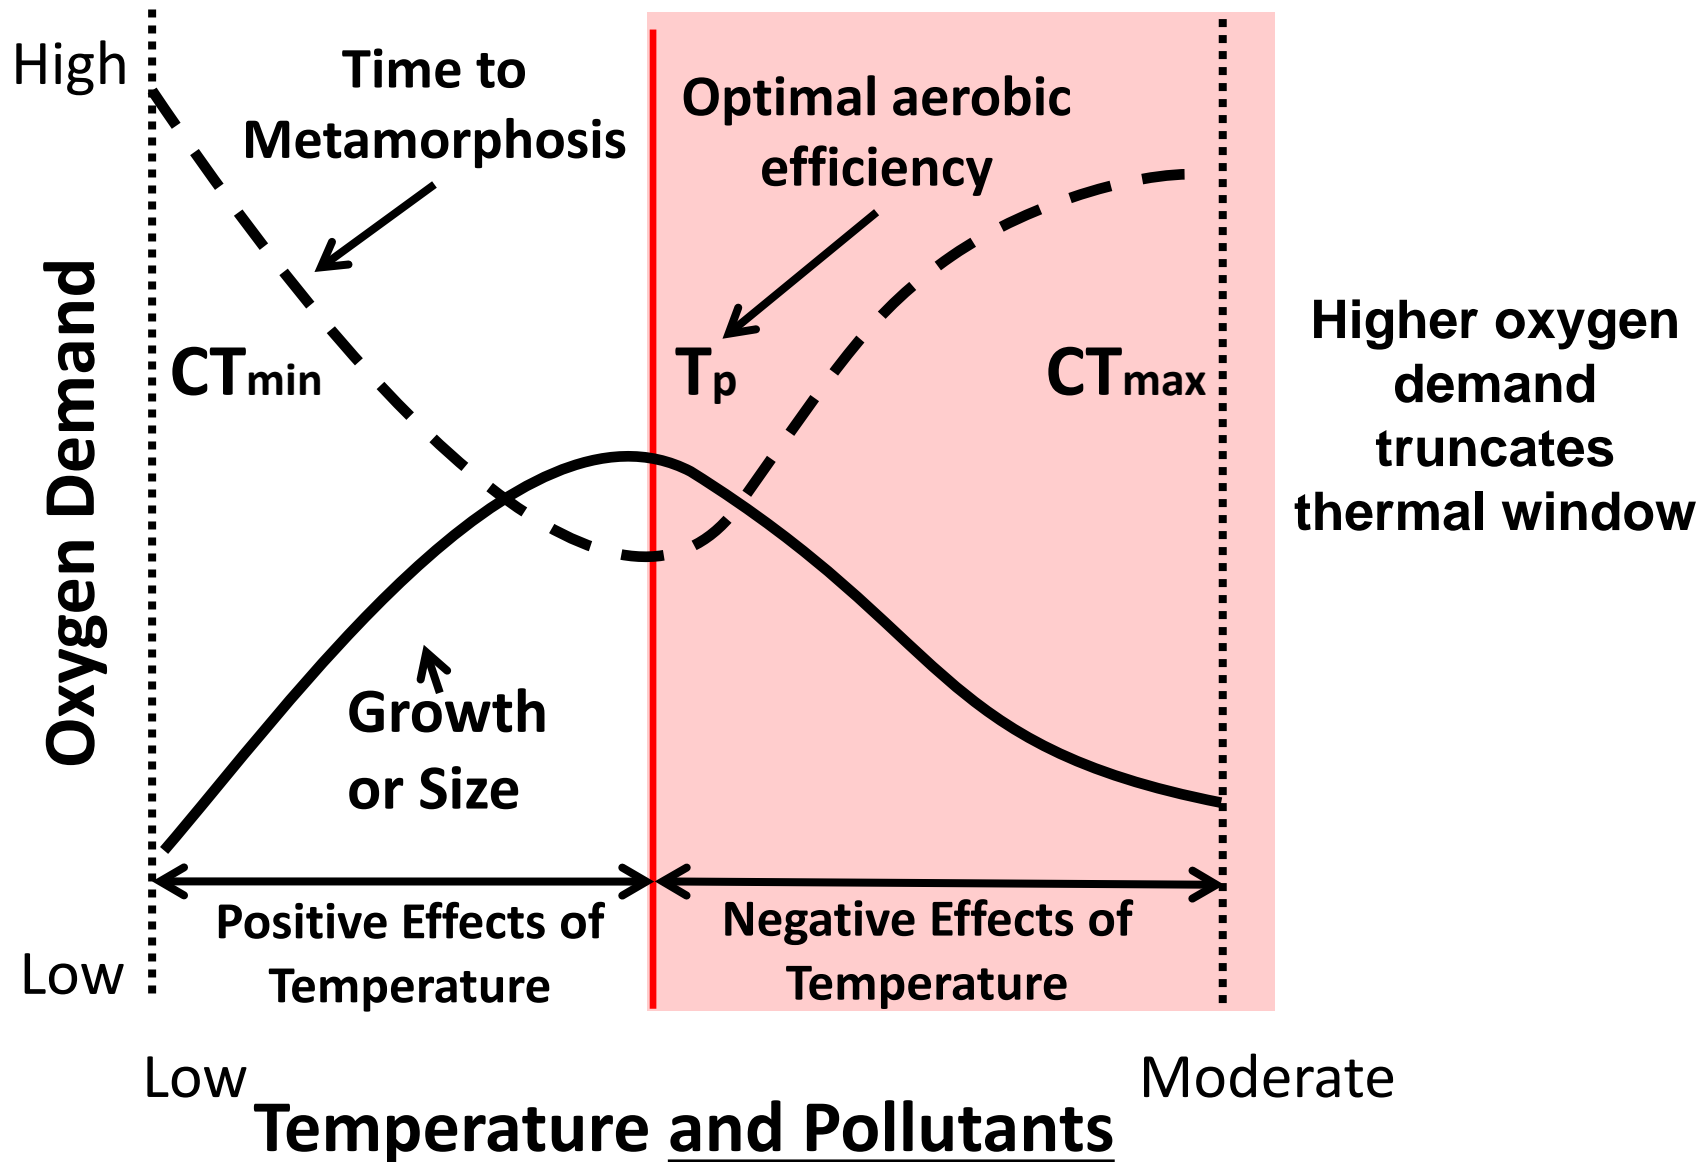 High
Time to
Metamorphosis
Optimal aerobic
efficiency
Oxygen Demand
CTmin
Tp
CTmax
Higher oxygen
demand
truncates
thermal window
Growth
or Size
Positive Effects of
Temperature
Negative Effects of
Temperature
Low
Low
Moderate
Temperature and Pollutants